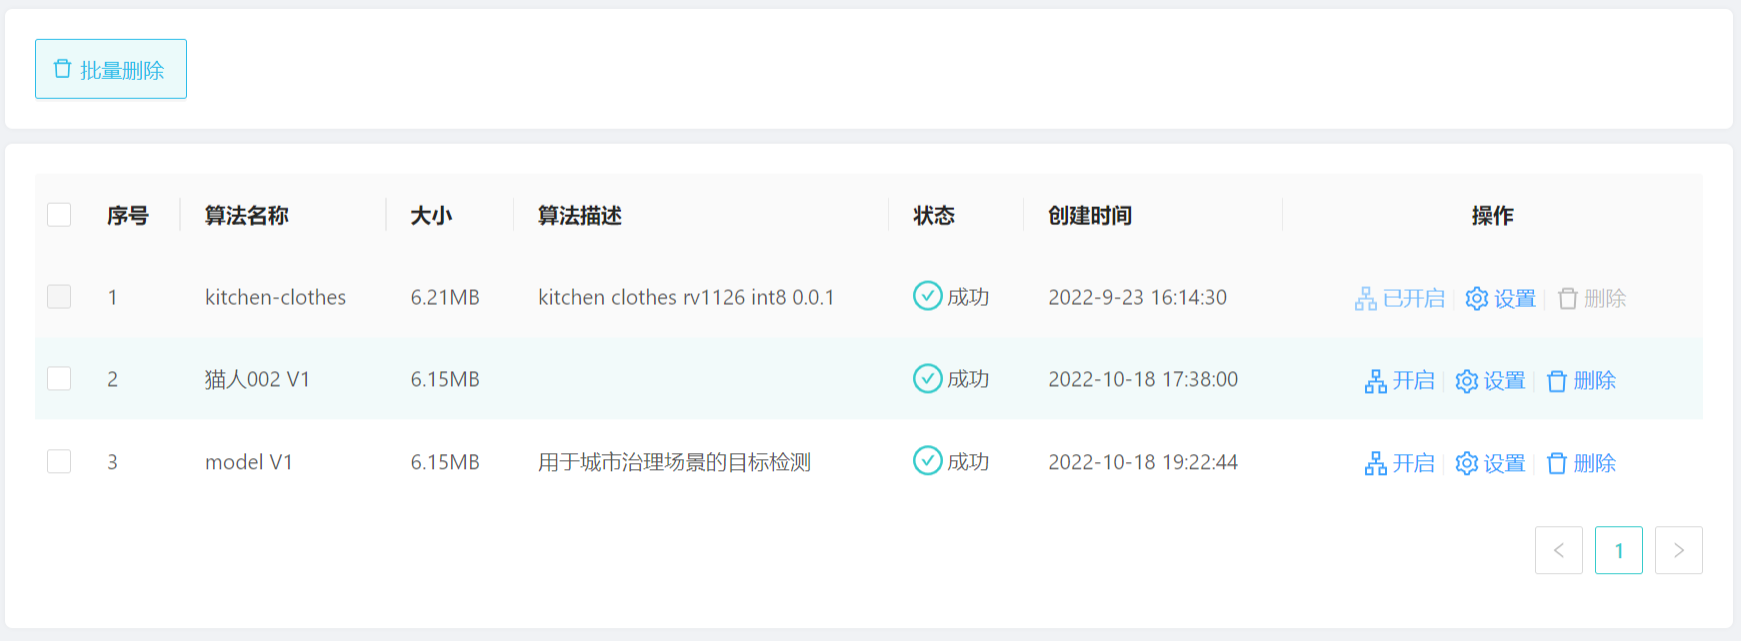 批量删除
序号 算法名称 大小 算法描述 状态 创建时间 操作
1 kitchen-clothes 6.21MB kitchen clothes rv1126 int8 0.0.1 成功 2022-9-23 16:14:30 已开启 设置 删除
2 猫人002 V1 6.15MB 成功 2022-10-18 17:38:00 开启 设置 删除
3 model V1 6.15MB 用于城市治理场景的目标检测 成功 2022-10-18 19:22:44 开启 设置 删除
1